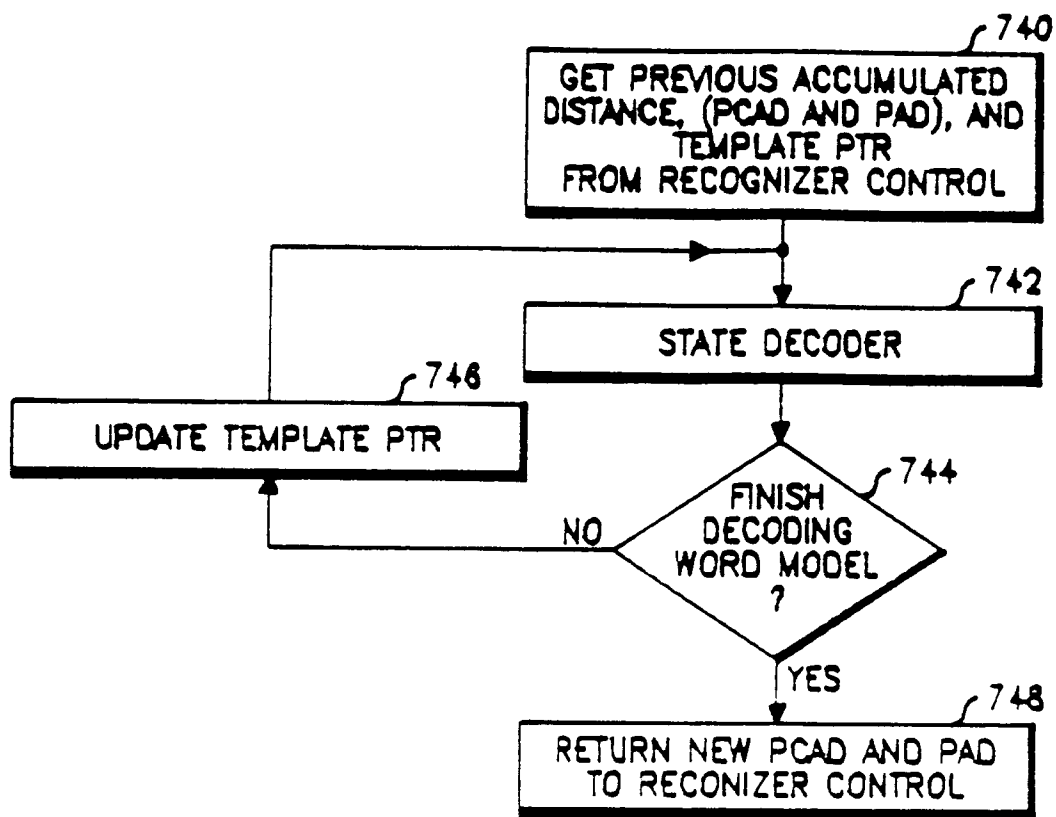 740
GET PREVIOUS ACCUMULATED
DISTANCE, (PCAD AND PAD), AND
TEMPLATE PTR
FROM RECOGNIZER CONTROL
742
STATE DECODER
746
UPDATE TEMPLATE PTR
744
FINISH
DECODING
WORD MODEL
?
NO
YES
748
RETURN NEW PCAD AND PAD
TO RECONIZER CONTROL